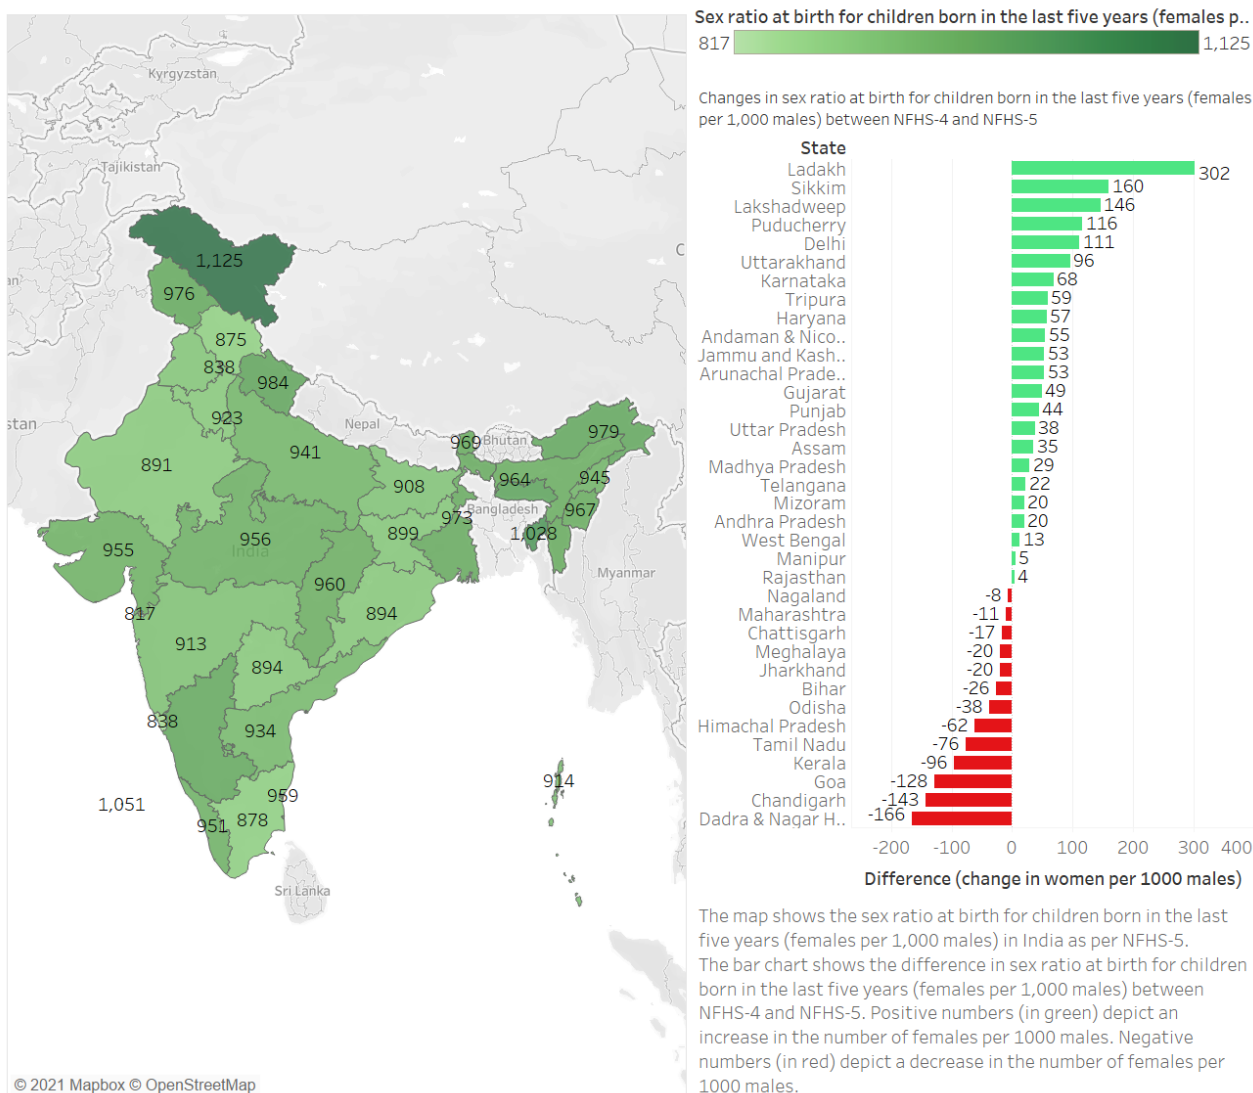 Sex ratio at birth for children born in the last five years (females p..
817
1,125
Kyrgyzstan
Tajikistan
an
stan
C
1,125
976
875
838
984
923
891
941
Nepal
969
Bhutan
979
908
964
945
973
Bangladesh
967
955
956
India
899
1,028
Myanmar
960
817
894
913
894
838
934
914
1,051
959
951
878
Sri Lanka
© 2021 Mapbox © OpenStreetMap
Changes in sex ratio at birth for children born in the last five years (females
per 1,000 males) between NFHS-4 and NFHS-5
State
Ladakh 302
Sikkim 160
Lakshadweep 146
Puducherry 116
Delhi 111
Uttarakhand 96
Karnataka 68
Tripura 59
Haryana 57
Andaman & Nico.. 55
Jammu and Kash.. 53
Arunachal Prade.. 53
Gujarat 49
Punjab 44
Uttar Pradesh 38
Assam 35
Madhya Pradesh 29
Telangana 22
Mizoram 20
Andhra Pradesh 20
West Bengal 13
Manipur 5
Rajasthan 4
Nagaland -8
Maharashtra -11
Chattisgarh -17
Meghalaya -20
Jharkhand -20
Bihar -26
Odisha -38
Himachal Pradesh -62
Tamil Nadu -76
Kerala -96
Goa -128
Chandigarh -143
Dadra & Nagar H.. -166
-200 -100 0 100 200 300 400
Difference (change in women per 1000 males)
The map shows the sex ratio at birth for children born in the last
five years (females per 1,000 males) in India as per NFHS-5.
The bar chart shows the difference in sex ratio at birth for children
born in the last five years (females per 1,000 males) between
NFHS-4 and NFHS-5. Positive numbers (in green) depict an
increase in the number of females per 1000 males. Negative
numbers (in red) depict a decrease in the number of females per
1000 males.